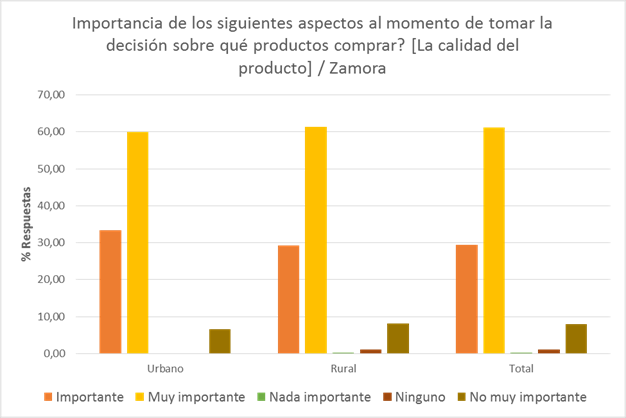 Importancia de los siguientes aspectos al momento de tomar la
decisión sobre qué productos comprar? [La calidad del
producto] / Zamora
70,00
60,00
50,00
40,00
30,00
20,00
10,00
0,00
% Respuestas
Urbano Rural Total
Importante Muy importante Nada importante Ninguno No muy importante